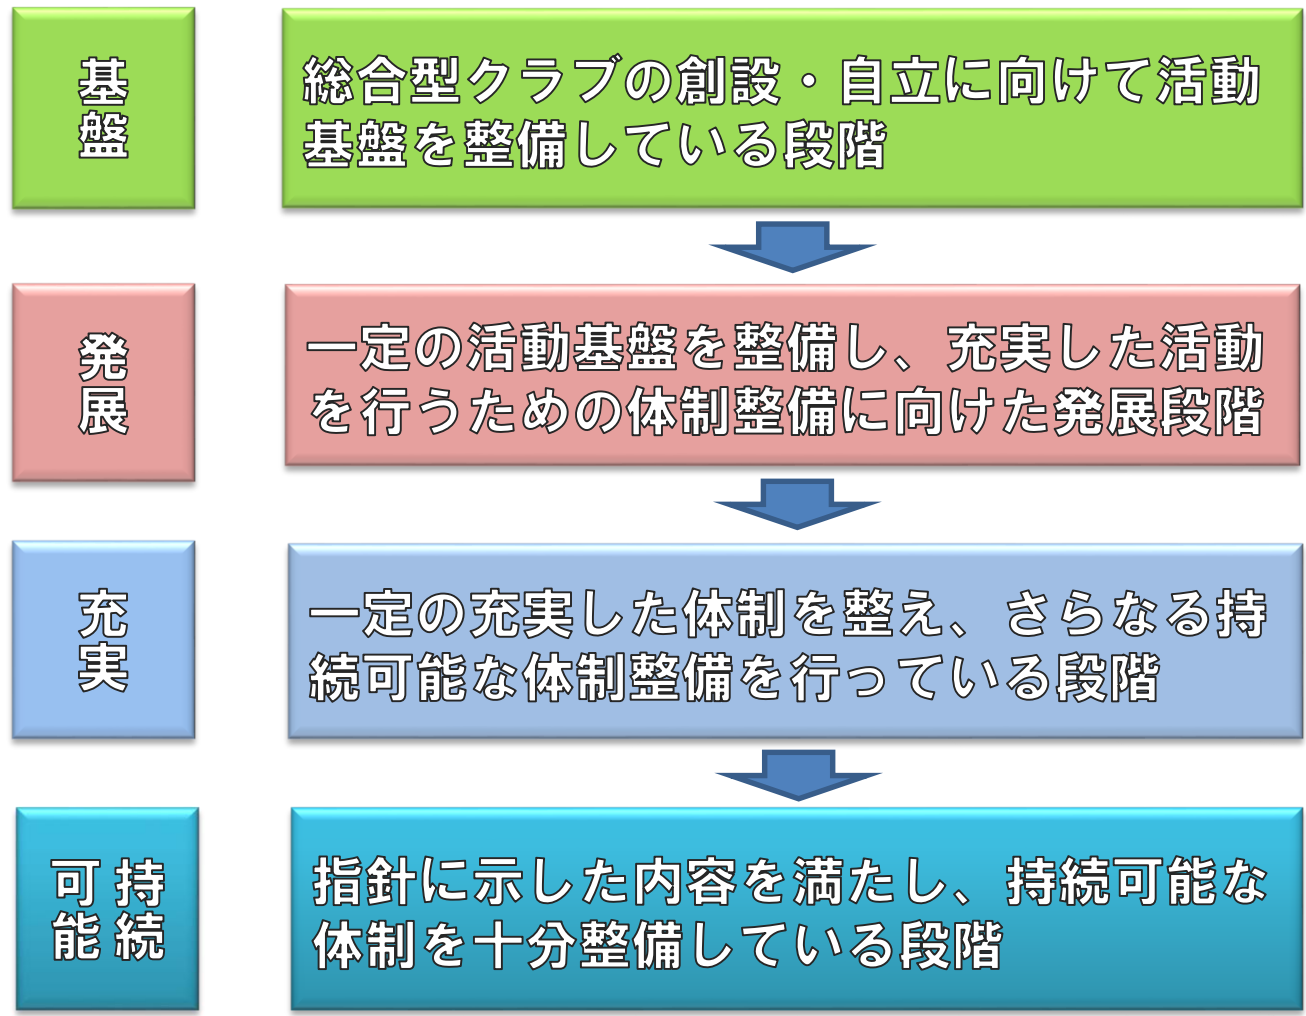 基盤
総合型クラブの創設・自立に向けて活動
基盤を整備している段階
発展
一定の活動基盤を整備し、充実した活動
を行うための体制整備に向けた発展段階
充実
一定の充実した体制を整え、さらなる持
続可能な体制整備を行っている段階
持続
可能
指針に示した内容を満たし、持続可能な
体制を十分整備している段階